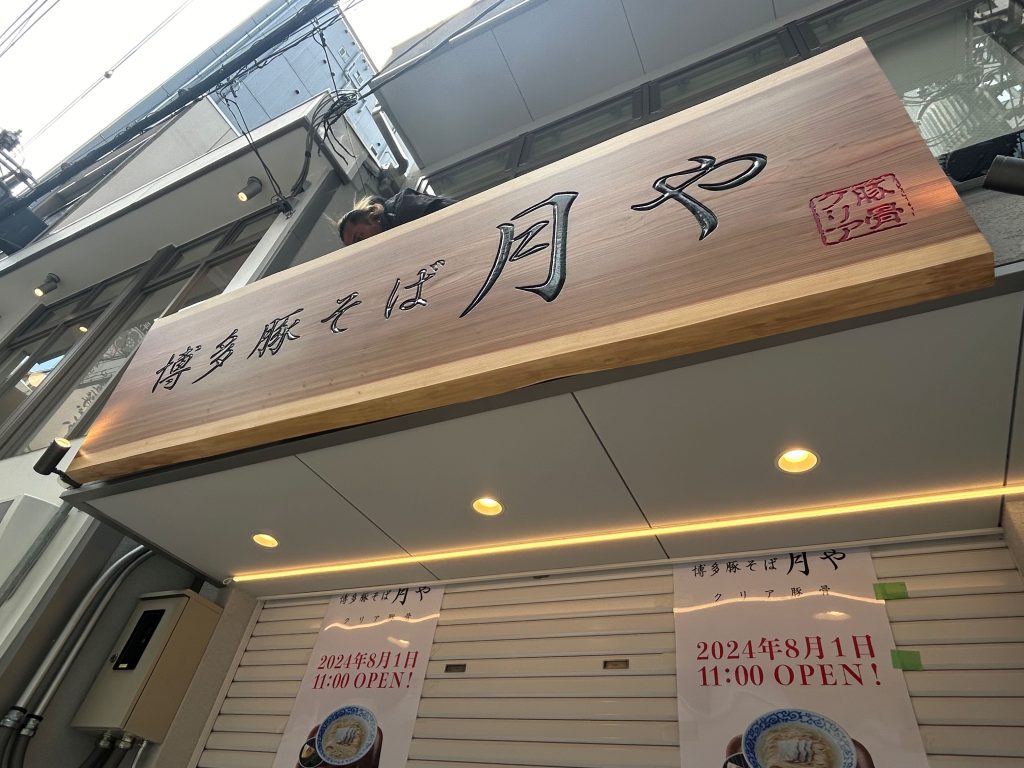 博多豚そば 月や
豚骨
クリア
博多豚そば 月や
クリア豚骨
2024年8月1日
11:00 OPEN!
博多豚そば 月や
クリア豚骨
2024年8月1日
11:00 OPEN!